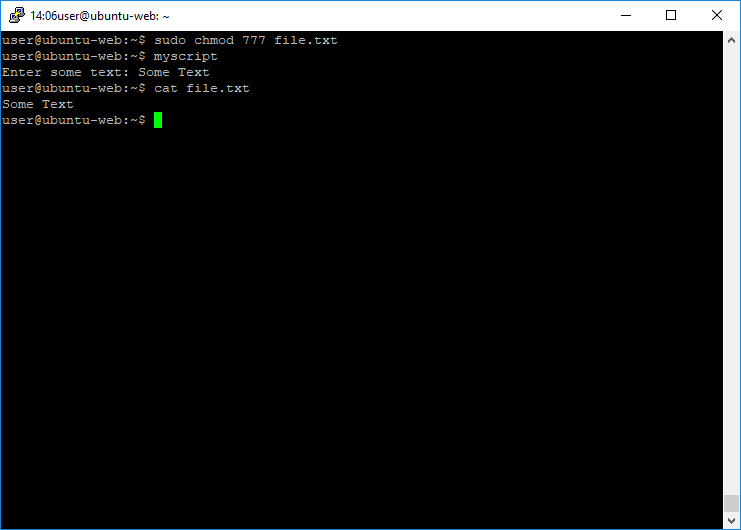 14:06user@ubuntu-web: ~
user@ubuntu-web:~$ sudo chmod 777 file.txt
user@ubuntu-web:~$ myscript
Enter some text: Some Text
user@ubuntu-web:~$ cat file.txt
Some Text
user@ubuntu-web:~$